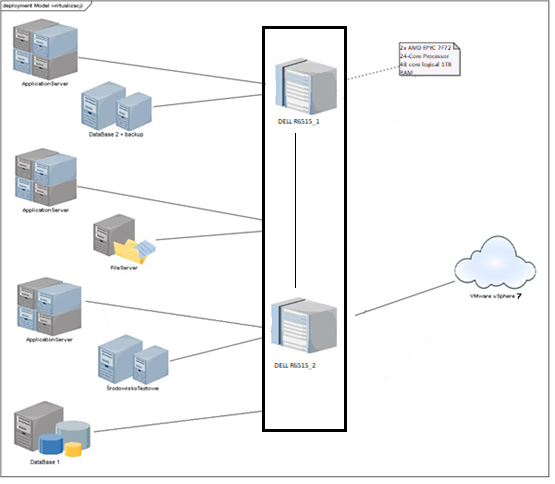 deployment Model wirtualizacji
ApplicationServer
DataBase 2 + backup
DELL R6515_1
2x AMD EPYC 7F72
24-Core Processor
48 core logical 1TB
RAM
ApplicationServer
FileServer
ApplicationServer
ŚrodowiskoTestowe
DataBase 1
DELL R6515_2
VMware vSphere 7